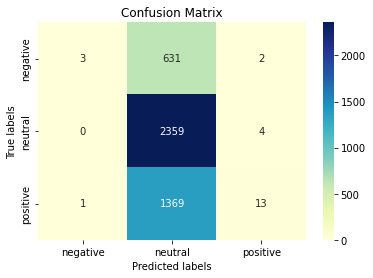 Confusion Matrix
True labels
negative
neutral
positive
3 631 2
0 2359 4
1 1369 13
negative neutral positive
Predicted labels
2000
1500
1000
500
0